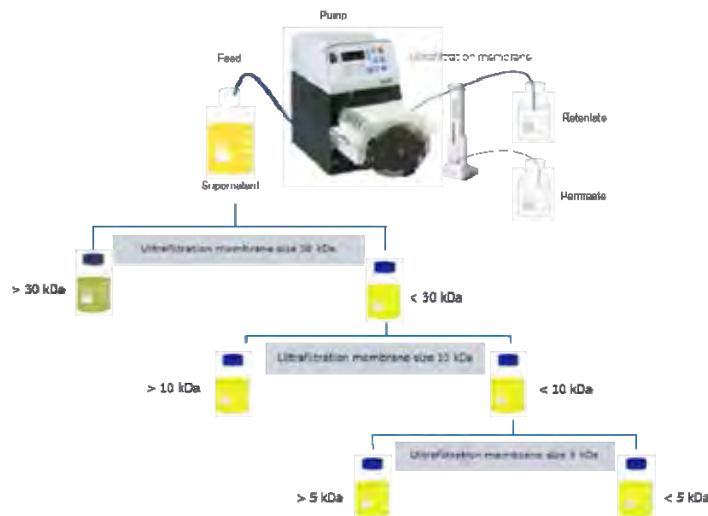 Pump
Feed
Ultrafiltration membrane
Retentate
Permeate
Supernatant
Ultrafiltration membrane size 30 kDa
> 30 kDa
< 30 kDa
Ultrafiltration membrane size 10 kDa
> 10 kDa
< 10 kDa
Ultrafiltration membrane size 5 kDa
> 5 kDa
< 5 kDa